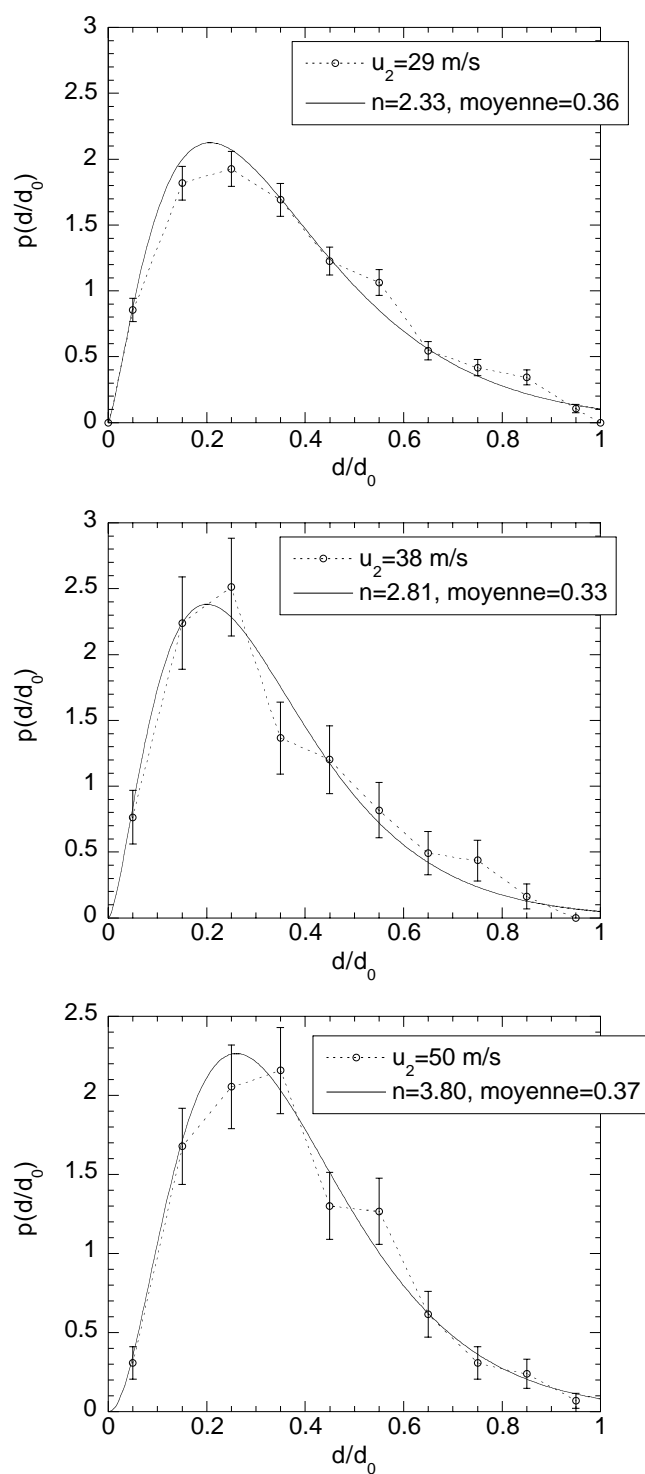 3
2.5
2
1.5
1
0.5
0
p(d/d₀)
u₂=29 m/s
n=2.33, moyenne=0.36
0 0.2 0.4 0.6 0.8 1
d/d₀
3
2.5
2
1.5
1
0.5
0
p(d/d₀)
u₂=38 m/s
n=2.81, moyenne=0.33
0 0.2 0.4 0.6 0.8 1
d/d₀
2.5
2
1.5
1
0.5
0
p(d/d₀)
u₂=50 m/s
n=3.80, moyenne=0.37
0 0.2 0.4 0.6 0.8 1
d/d₀